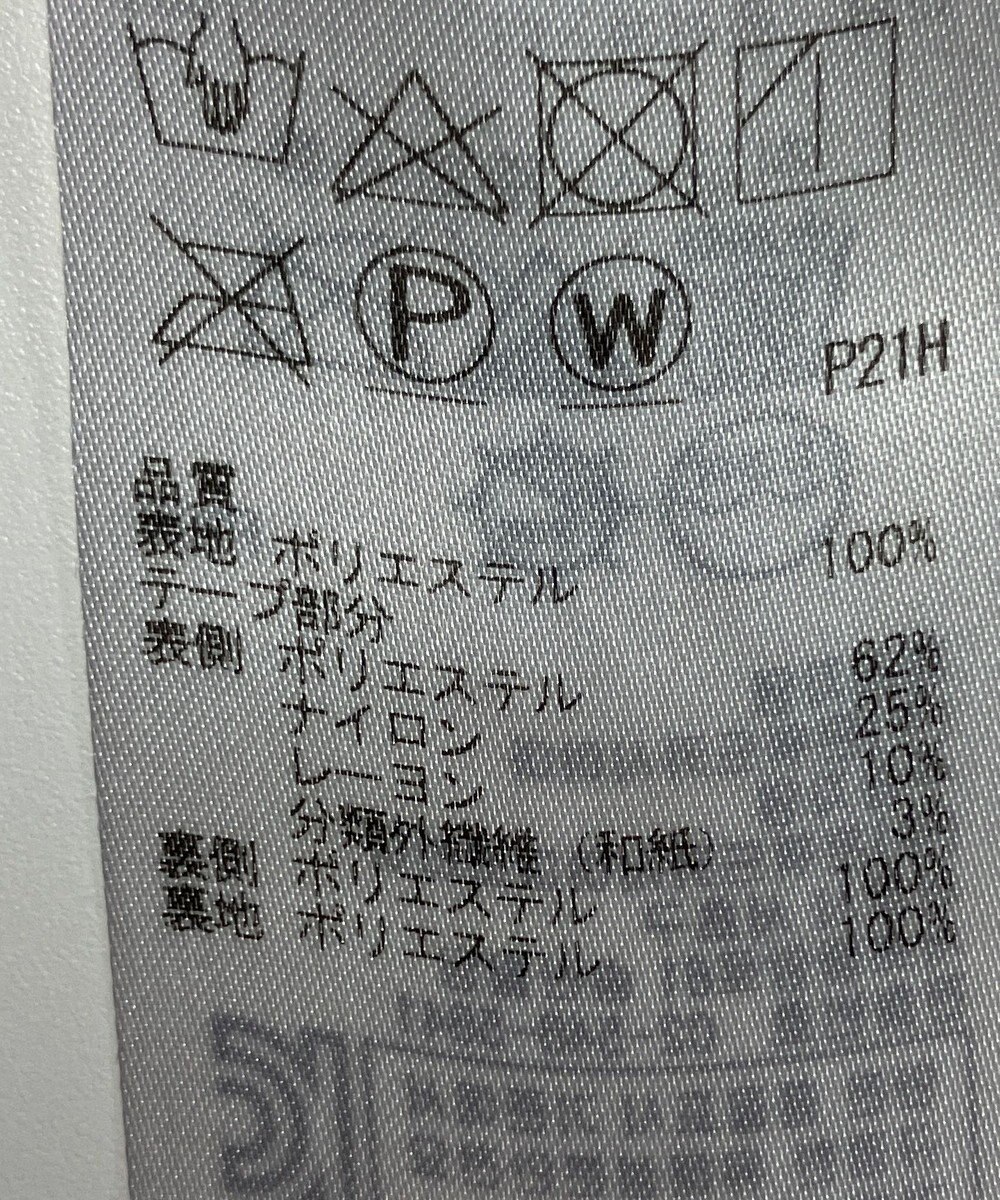 P W
P21H
品質
表地 ポリエステル 100%
テープ部分
表側 ポリエステル 62%
ナイロン 25%
レーヨン 10%
分類外繊維（和紙） 3%
裏側 ポリエステル 100%
裏地 ポリエステル 100%